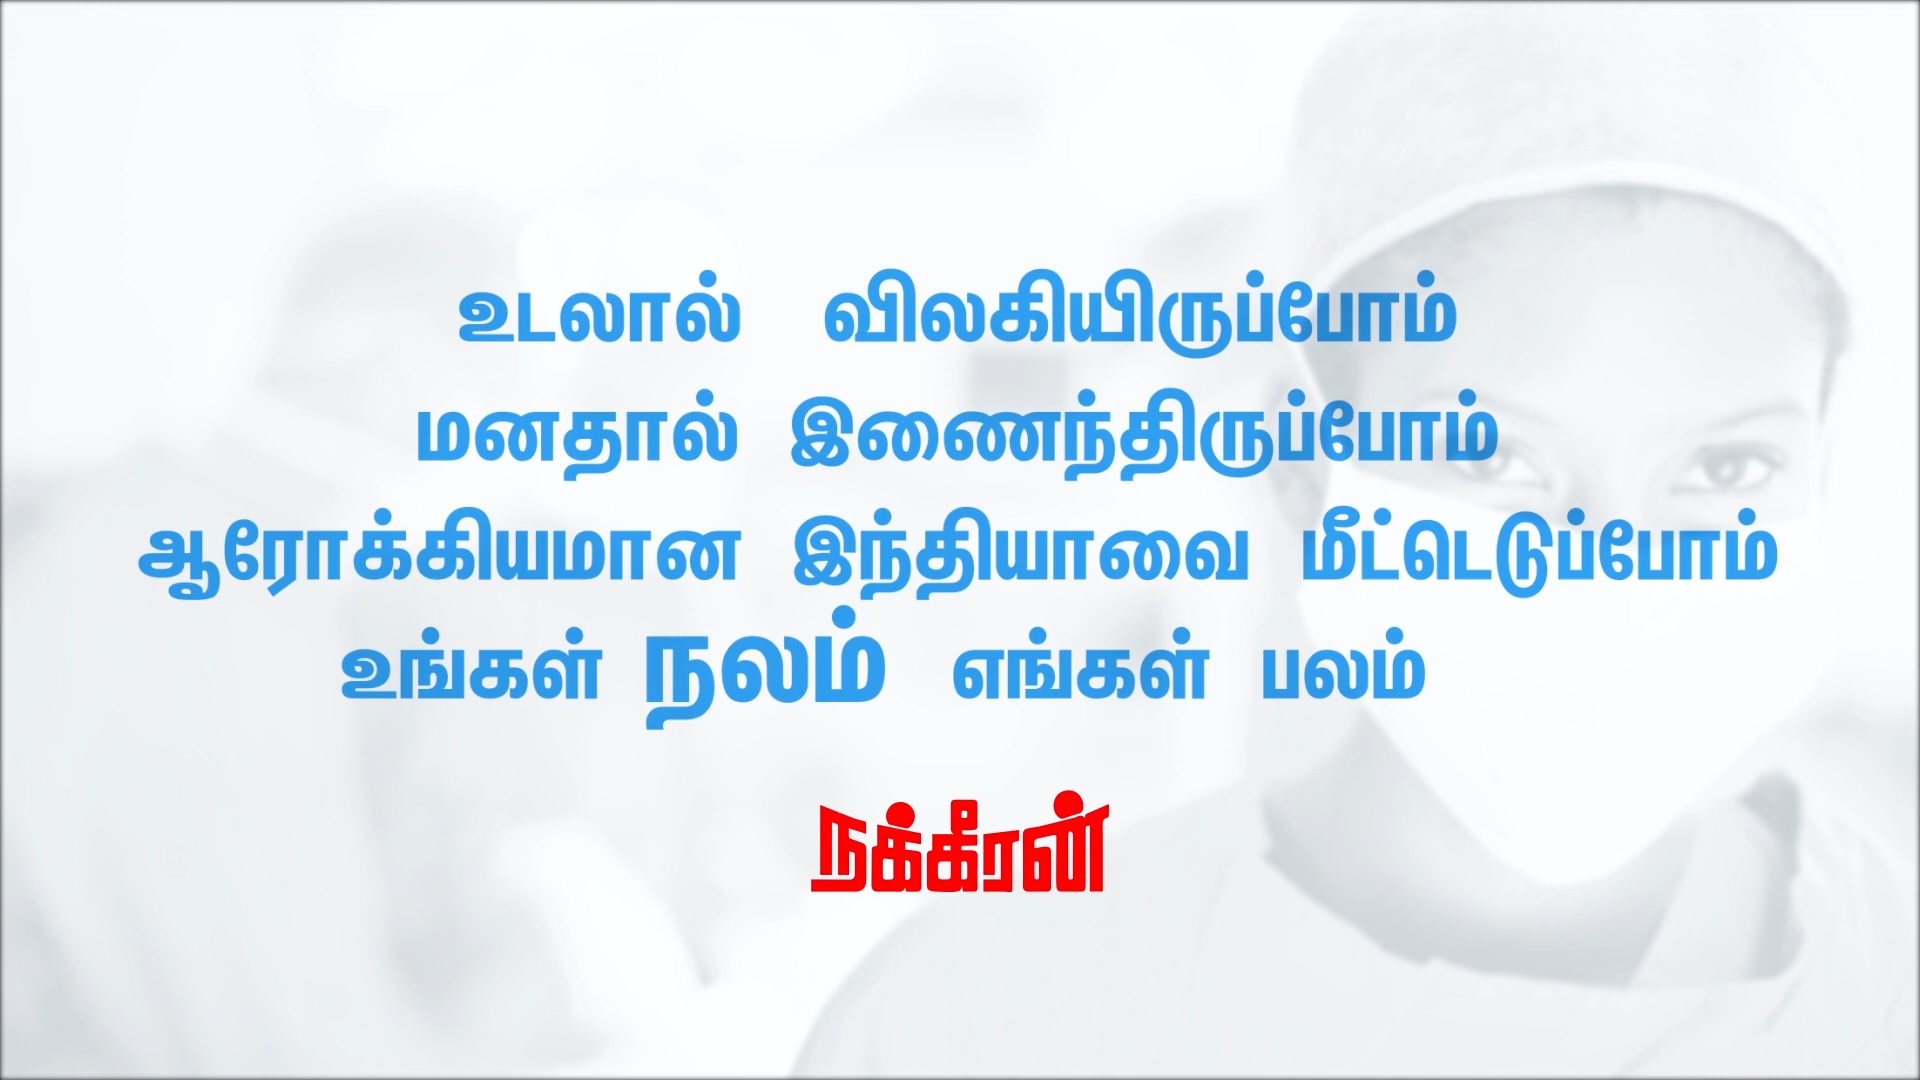 உடலால் விலகியிருப்போம்
மனதால் இணைந்திருப்போம்
ஆரோக்கியமான இந்தியாவை மீட்டெடுப்போம்
உங்கள் நலம் எங்கள் பலம்
நக்கீரன்